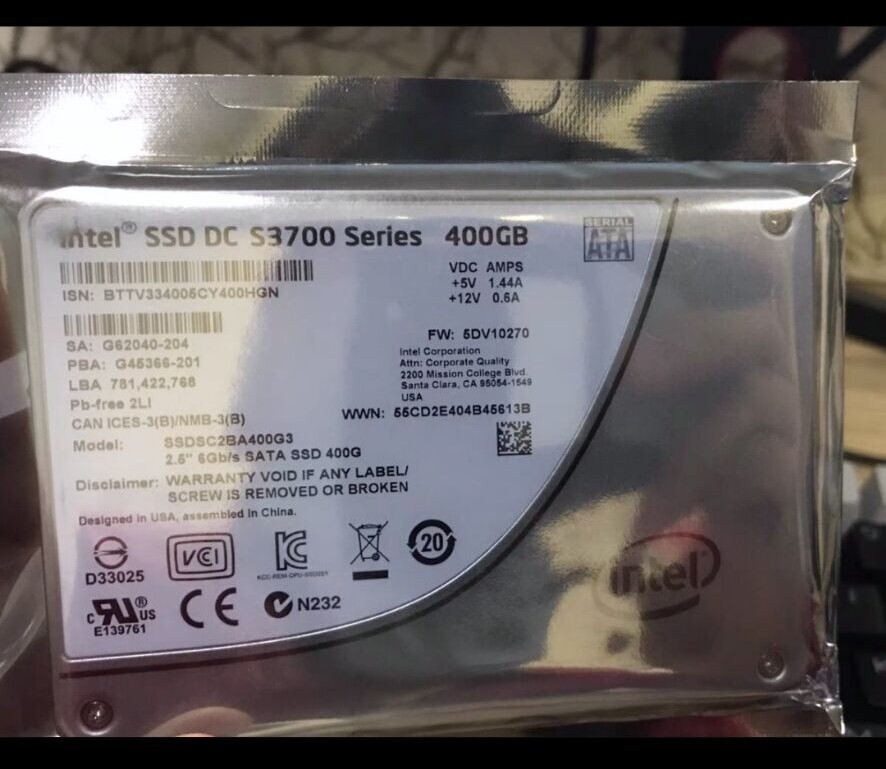 intel® SSD DC S3700 Series 400GB
SERIAL
ATA
ISN: BTTV334005CY400HGN
VDC AMPS
+5V 1.44A
+12V 0.6A
SA: G62040-204
PBA: G45366-201
LBA 781,422,768
Pb-free 2LI
CAN ICES-3(B)/NMB-3(B)
FW: 5DV10270
Intel Corporation
Attn: Corporate Quality
2200 Mission College Blvd.
Santa Clara, CA 95054-1549
USA
WWN: 55CD2E404B45613B
Model: SSDSC2BA400G3
2.5" 6Gb/s SATA SSD 400G
Disclaimer: WARRANTY VOID IF ANY LABEL/
SCREW IS REMOVED OR BROKEN
Designed in USA, assembled in China.
D33025
VCI
20
c RU® US
E139761
CE
N232
intel®